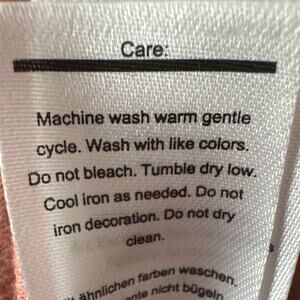 Care:
Machine wash warm gentle
cycle. Wash with like colors.
Do not bleach. Tumble dry low.
Cool iron as needed. Do not
iron decoration. Do not dry
clean.
ähnlichen farben waschen.
nicht bügeln